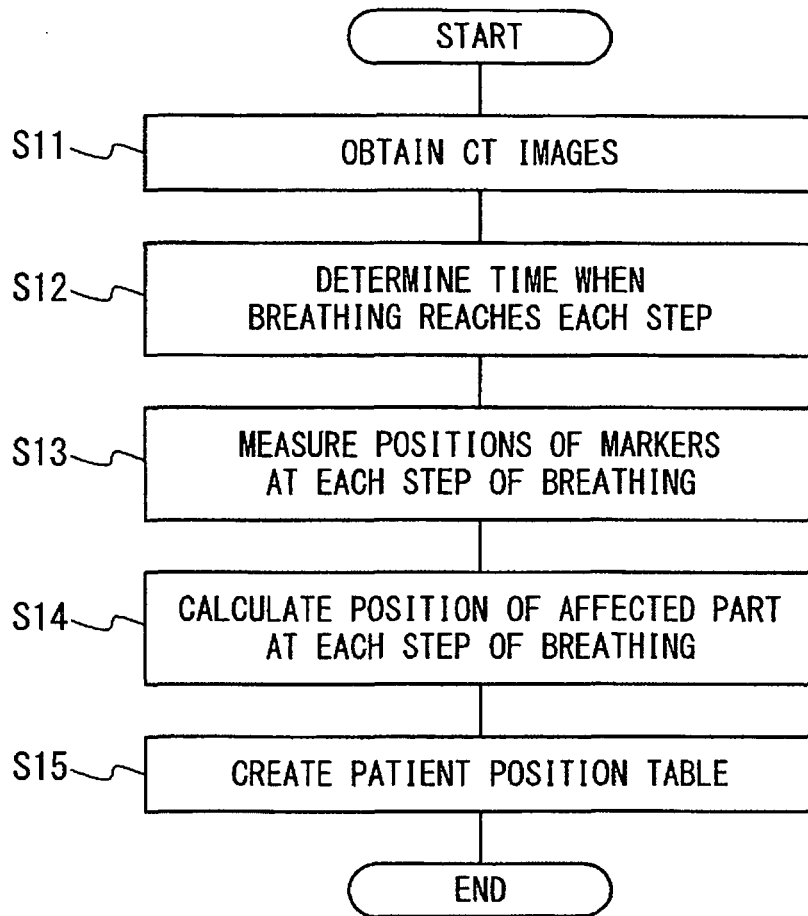 START
S11
OBTAIN CT IMAGES
S12
DETERMINE TIME WHEN
BREATHING REACHES EACH STEP
S13
MEASURE POSITIONS OF MARKERS
AT EACH STEP OF BREATHING
S14
CALCULATE POSITION OF AFFECTED PART
AT EACH STEP OF BREATHING
S15
CREATE PATIENT POSITION TABLE
END